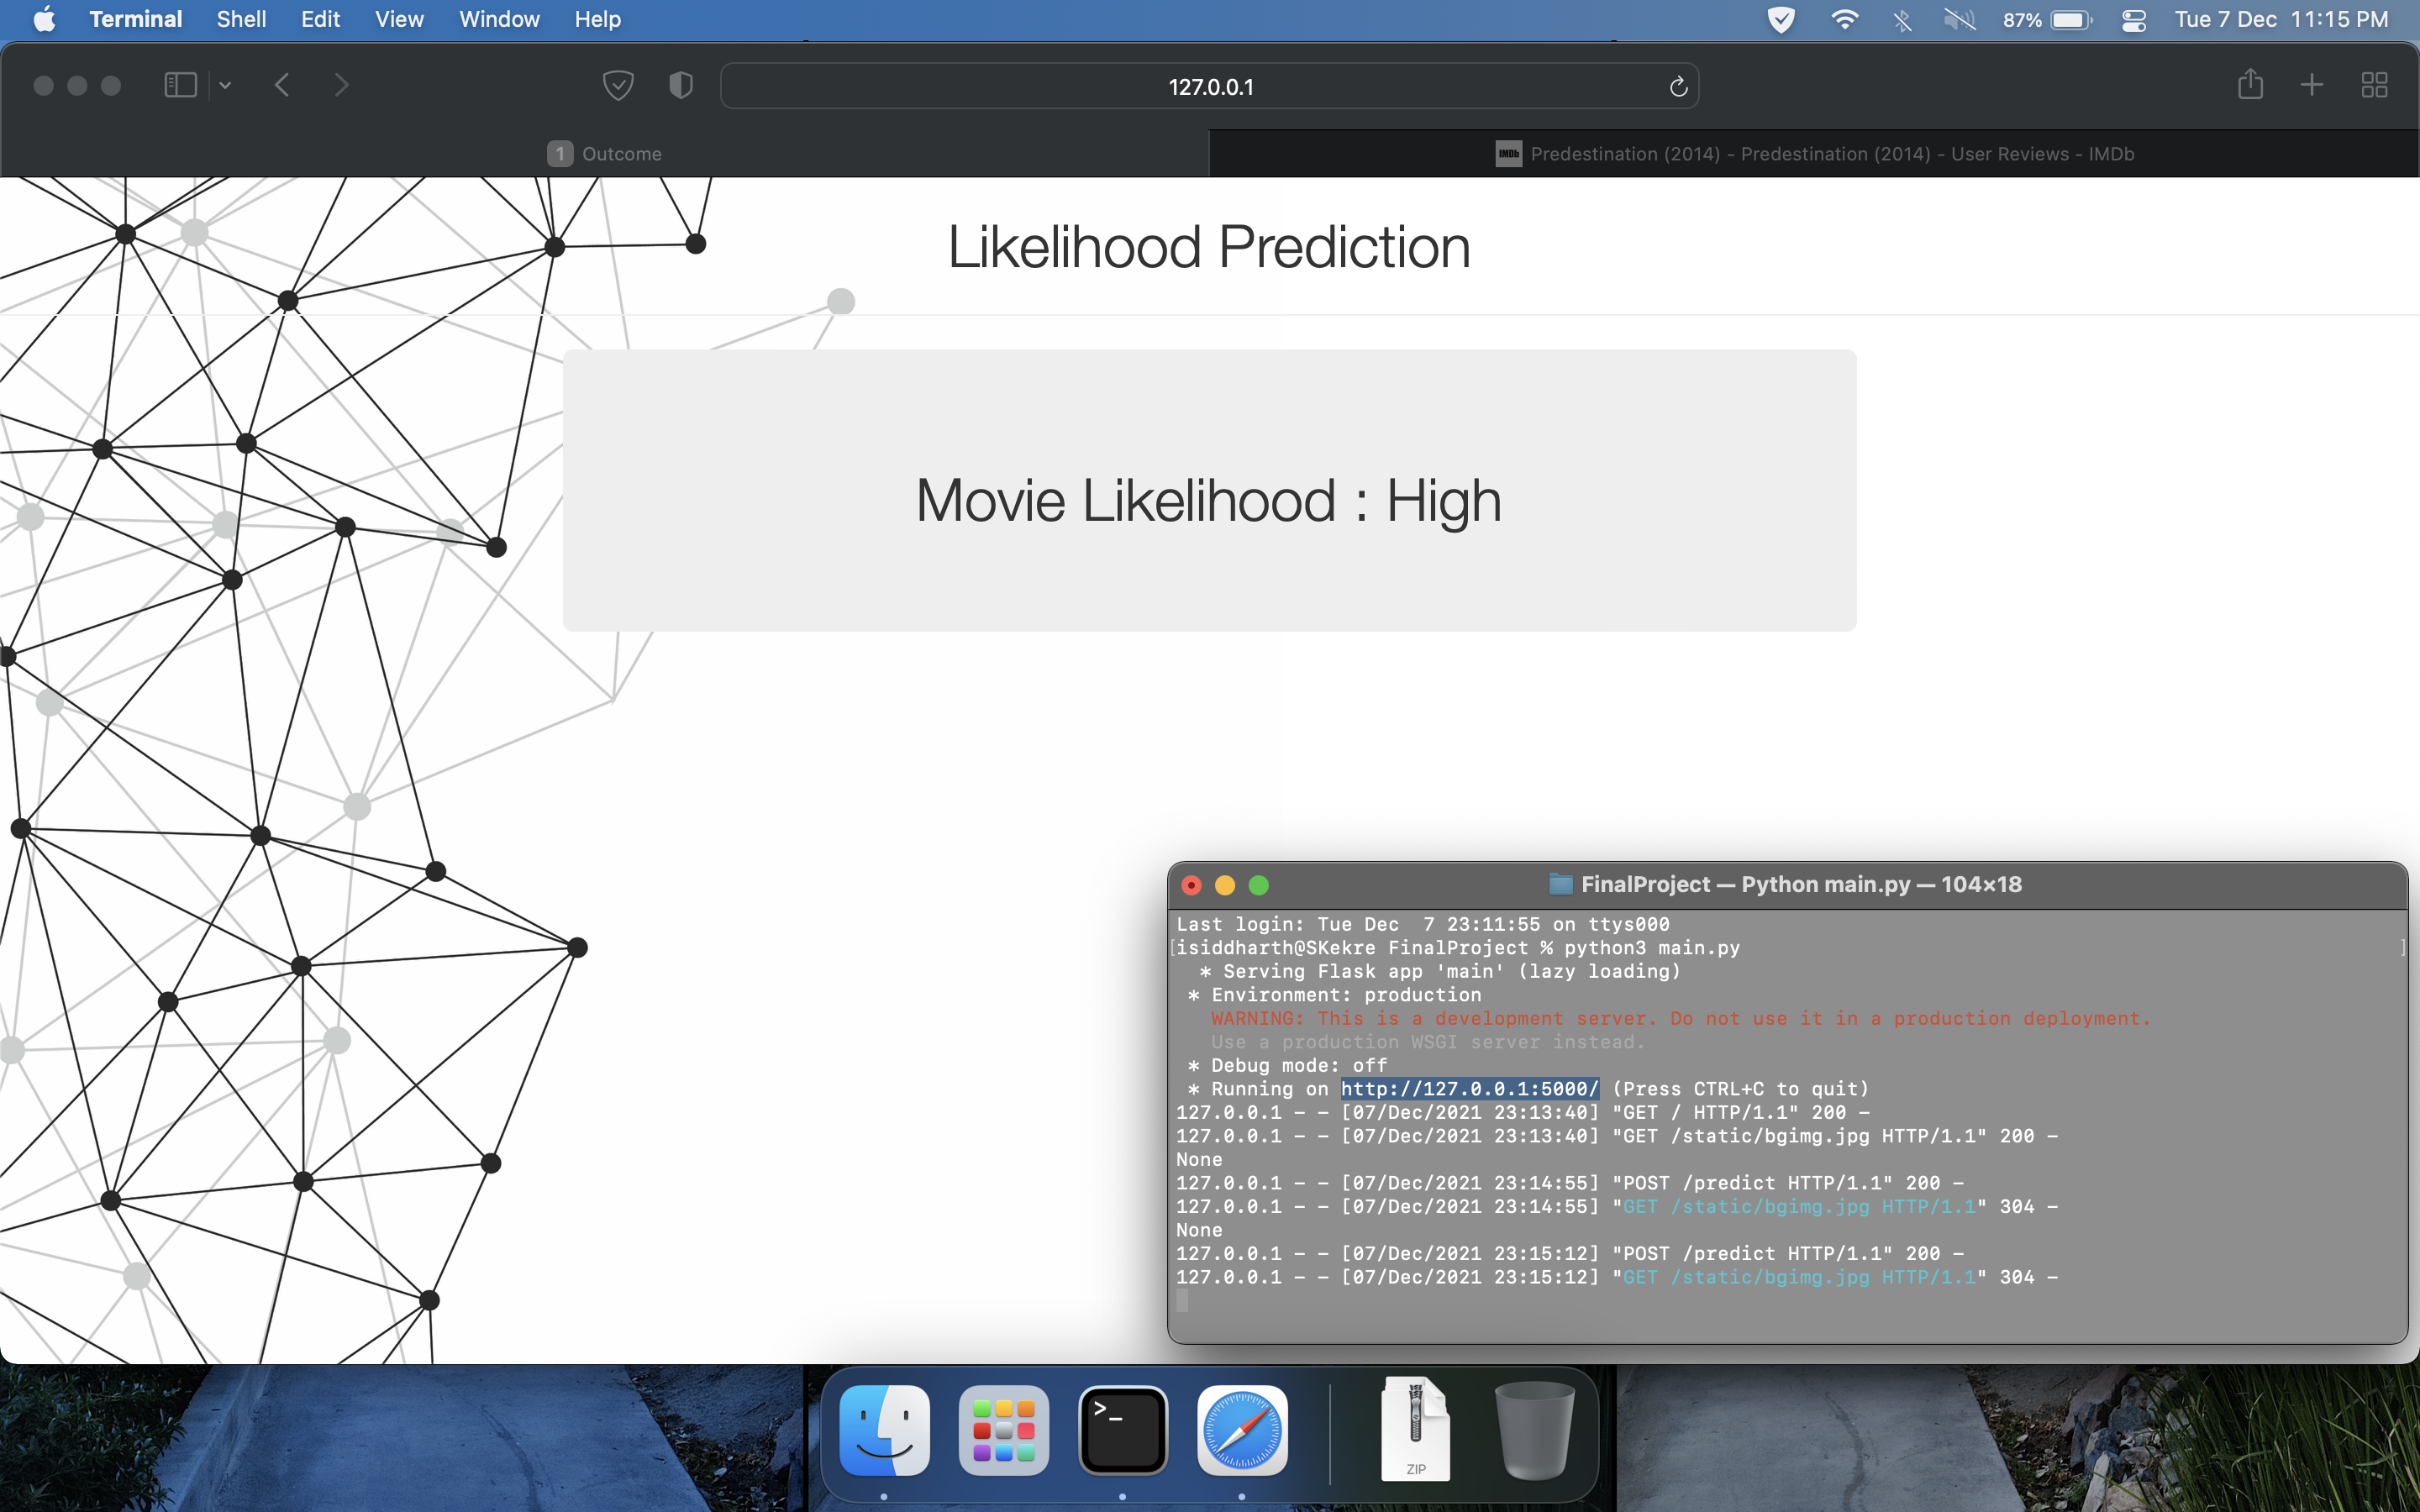 Terminal Shell Edit View Window Help 87% Tue 7 Dec 11:15 PM
127.0.0.1
1 Outcome
IMDb Predestination (2014) - Predestination (2014) - User Reviews - IMDb
Likelihood Prediction
Movie Likelihood : High
FinalProject — Python main.py — 104×18
Last login: Tue Dec  7 23:11:55 on ttys000
[isiddharth@SKekre FinalProject % python3 main.py ]
* Serving Flask app 'main' (lazy loading)
* Environment: production
WARNING: This is a development server. Do not use it in a production deployment.
Use a production WSGI server instead.
* Debug mode: off
* Running on http://127.0.0.1:5000/ (Press CTRL+C to quit)
127.0.0.1 - - [07/Dec/2021 23:13:40] "GET / HTTP/1.1" 200 -
127.0.0.1 - - [07/Dec/2021 23:13:40] "GET /static/bgimg.jpg HTTP/1.1" 200 -
None
127.0.0.1 - - [07/Dec/2021 23:14:55] "POST /predict HTTP/1.1" 200 -
127.0.0.1 - - [07/Dec/2021 23:14:55] "GET /static/bgimg.jpg HTTP/1.1" 304 -
None
127.0.0.1 - - [07/Dec/2021 23:15:12] "POST /predict HTTP/1.1" 200 -
127.0.0.1 - - [07/Dec/2021 23:15:12] "GET /static/bgimg.jpg HTTP/1.1" 304 -
>_
ZIP